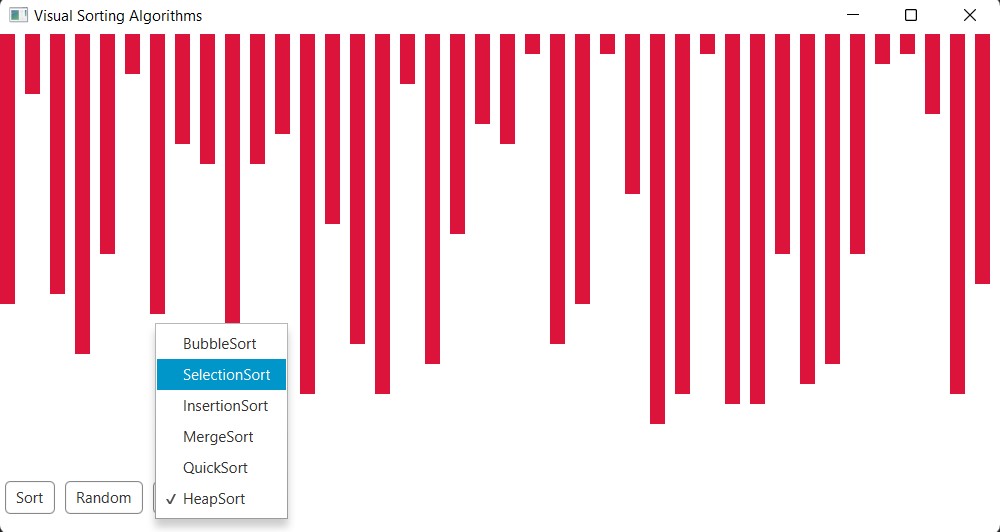 Visual Sorting Algorithms
BubbleSort
SelectionSort
InsertionSort
MergeSort
QuickSort
Sort Random ✓ HeapSort